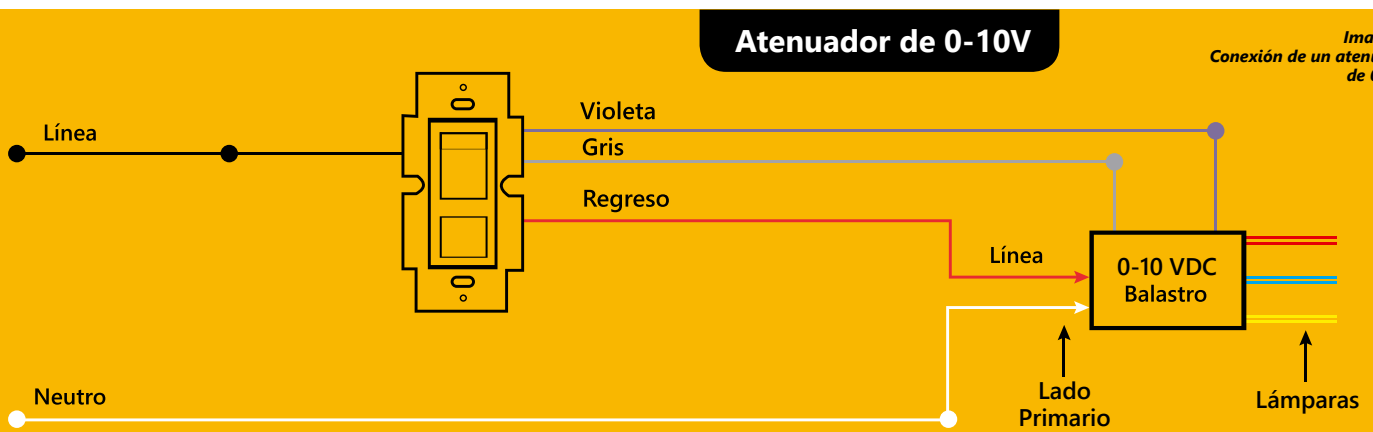 Atenuador de 0-10V
Conexión de un
de
Línea
Violeta
Gris
Regreso
Línea
0-10 VDC
Balastro
Neutro
Lado
Primario
Lámparas